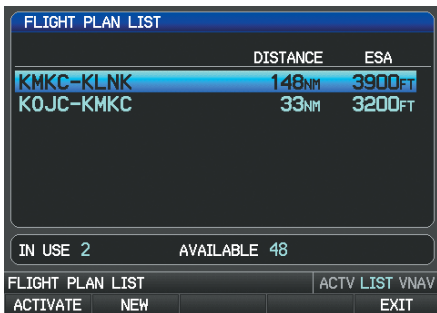 FLIGHT PLAN LIST
DISTANCE ESA
KMKC-KLNK 148NM 3900FT
KOJC-KMKC 33NM 3200FT
IN USE 2 AVAILABLE 48
FLIGHT PLAN LIST ACTV LIST VNAV
ACTIVATE NEW EXIT